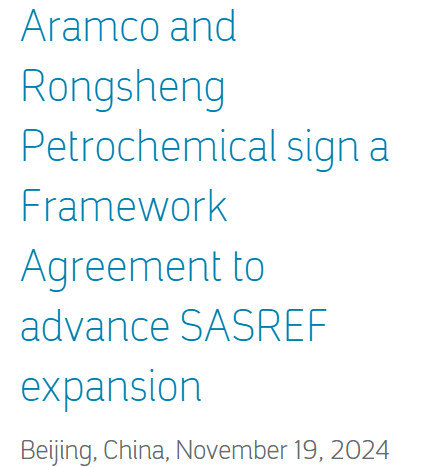 Aramco and
Rongsheng
Petrochemical sign a
Framework
Agreement to
advance SASREF
expansion
Beijing, China, November 19, 2024